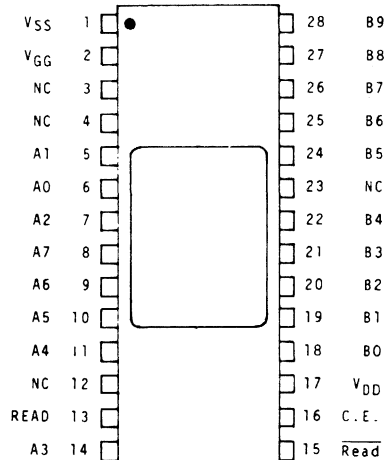 VSS 1 28 B9
VGG 2 27 B8
NC 3 26 B7
NC 4 25 B6
A1 5 24 B5
A0 6 23 NC
A2 7 22 B4
A7 8 21 B3
A6 9 20 B2
A5 10 19 B1
A4 11 18 B0
NC 12 17 VDD
READ 13 16 C.E.
A3 14 15 Read